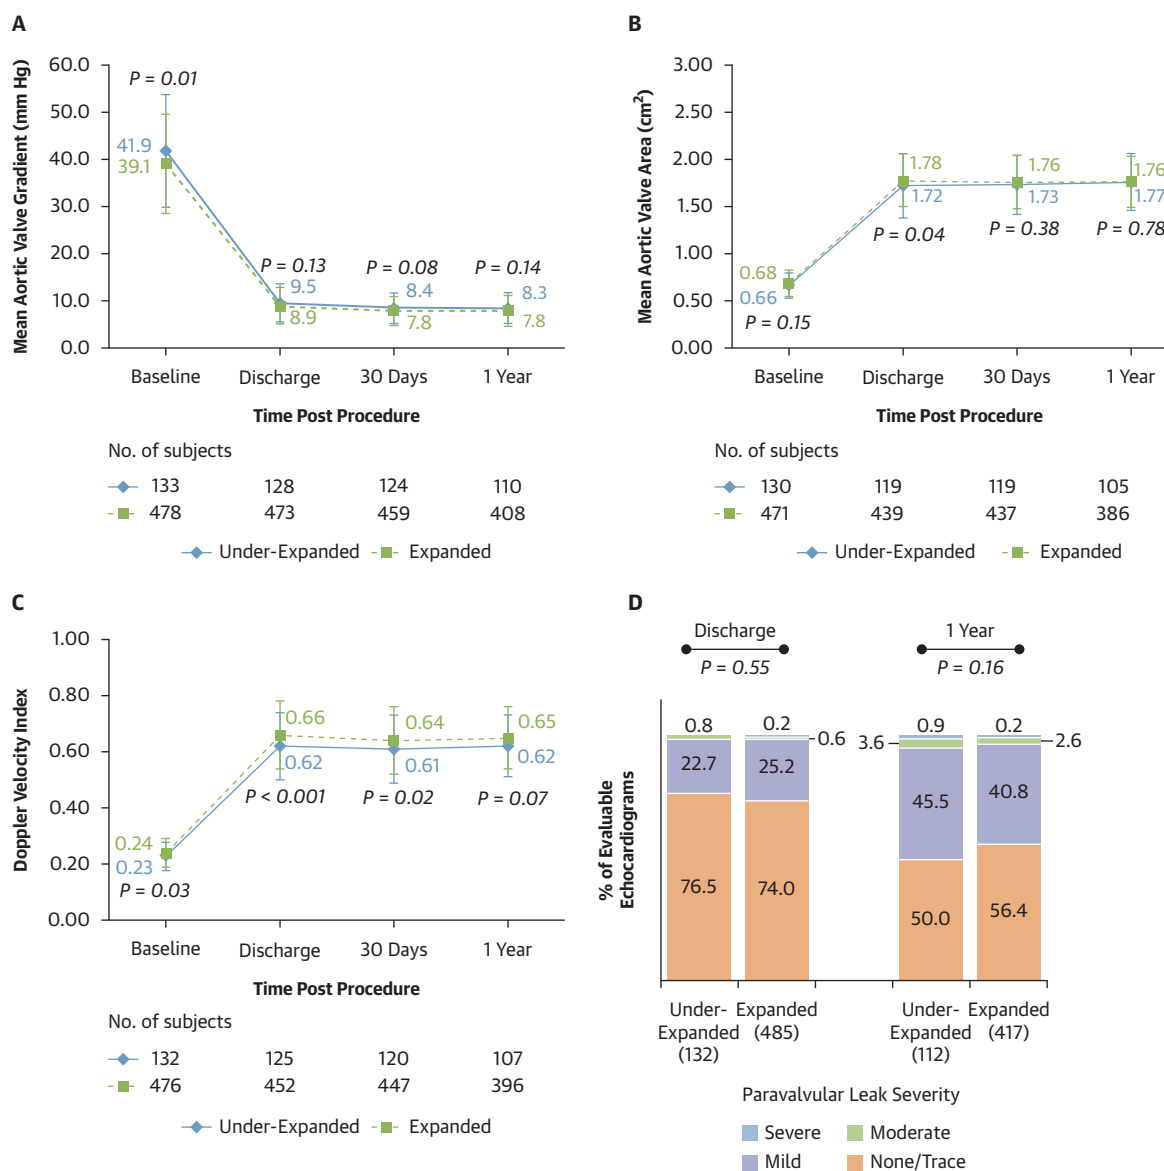 A
Mean Aortic Valve Gradient (mm Hg)
60.0
50.0
40.0
30.0
20.0
10.0
0.0
P = 0.01
41.9
39.1
P = 0.13
9.5
8.9
P = 0.08
8.4
7.8
P = 0.14
8.3
7.8
Baseline Discharge 30 Days 1 Year
Time Post Procedure
No. of subjects
133 128 124 110
478 473 459 408
Under-Expanded Expanded
B
Mean Aortic Valve Area (cm²)
3.00
2.50
2.00
1.50
1.00
0.50
0.00
0.68
0.66
P = 0.15
1.78
1.72
P = 0.04
1.76
1.73
P = 0.38
1.76
1.77
P = 0.78
Baseline Discharge 30 Days 1 Year
Time Post Procedure
No. of subjects
130 119 119 105
471 439 437 386
Under-Expanded Expanded
C
Doppler Velocity Index
1.00
0.80
0.60
0.40
0.20
0.00
0.24
0.23
P = 0.03
0.66
0.62
P < 0.001
0.64
0.61
P = 0.02
0.65
0.62
P = 0.07
Baseline Discharge 30 Days 1 Year
Time Post Procedure
No. of subjects
132 125 120 107
476 452 447 396
Under-Expanded Expanded
D
Discharge
P = 0.55
1 Year
P = 0.16
% of Evaluable
Echocardiograms
0.8
22.7
76.5
0.2
0.6
25.2
74.0
0.9
3.6
45.5
50.0
0.2
2.6
40.8
56.4
Under-
Expanded
(132)
Expanded
(485)
Under-
Expanded
(112)
Expanded
(417)
Paravalvular Leak Severity
Severe Moderate
Mild None/Trace